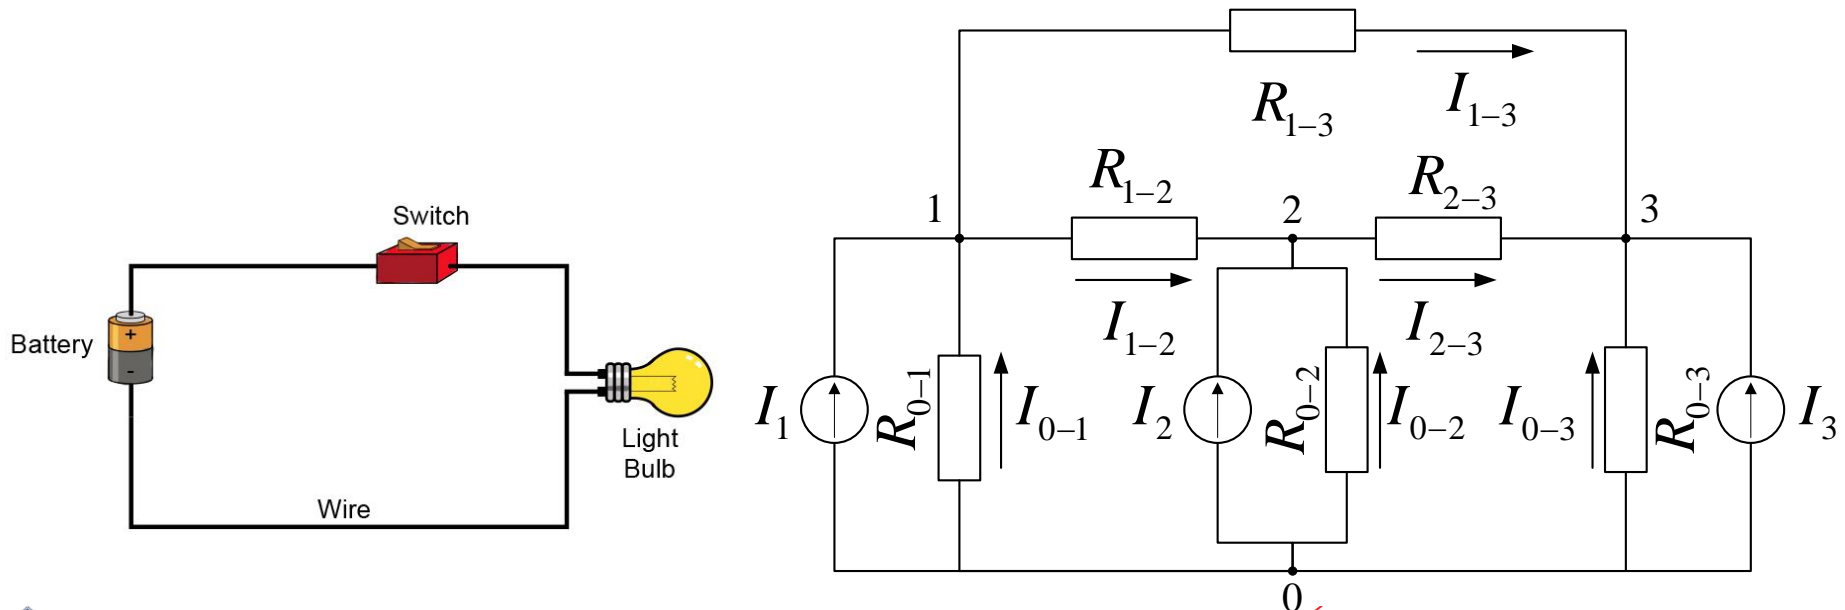 Switch
Battery
+
-
Light
Bulb
Wire
R1–3
I1–3
R1–2
R2–3
1
2
3
I1–2
I2–3
I1
R0–1
I0–1
I2
R0–2
I0–2
I0–3
R0–3
I3
0